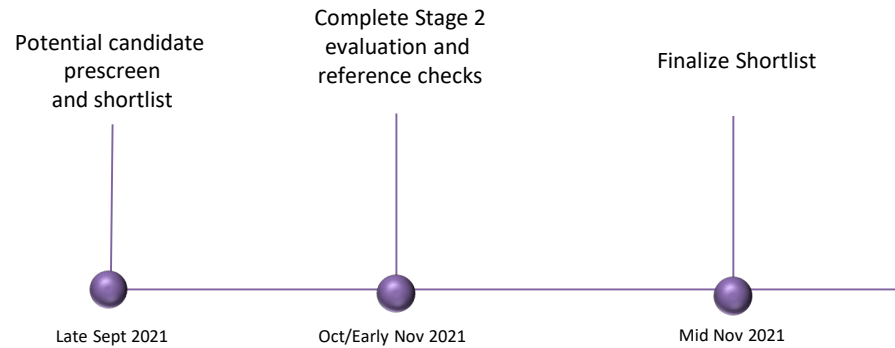 Potential candidate
prescreen
and shortlist
Complete Stage 2
evaluation and
reference checks
Finalize Shortlist
Late Sept 2021
Oct/Early Nov 2021
Mid Nov 2021